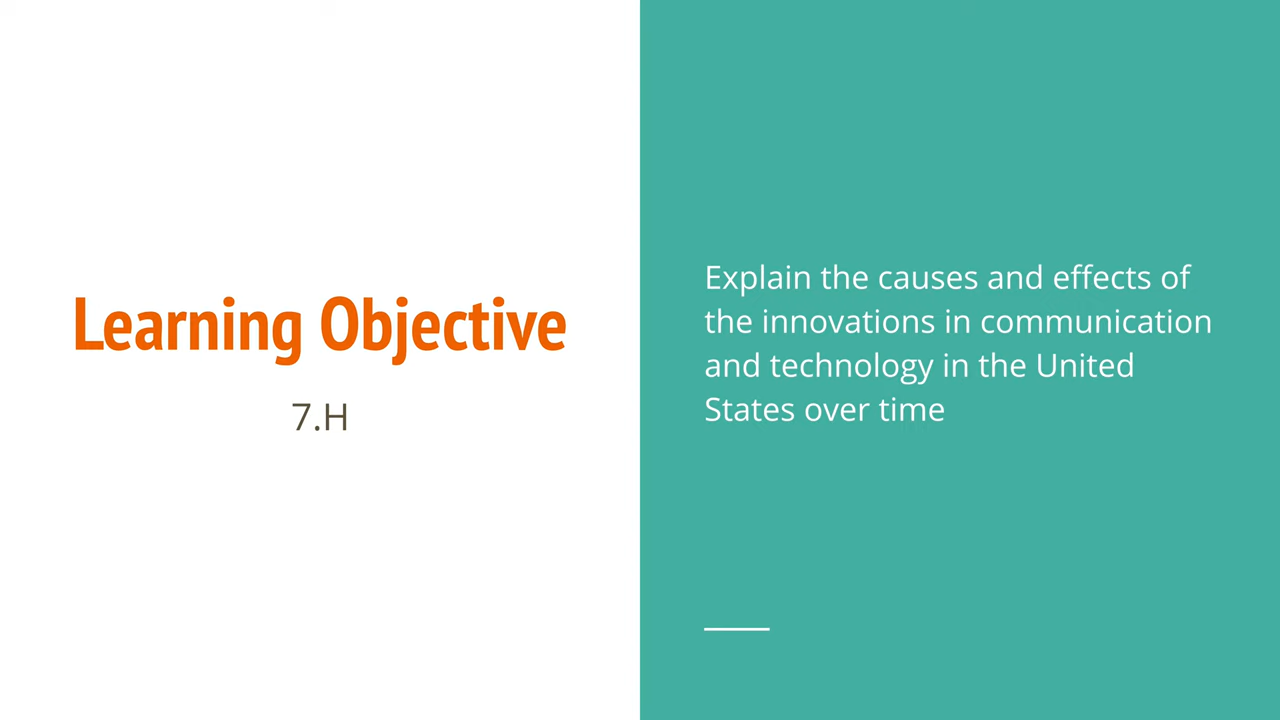 Learning Objective
7.H
Explain the causes and effects of
the innovations in communication
and technology in the United
States over time